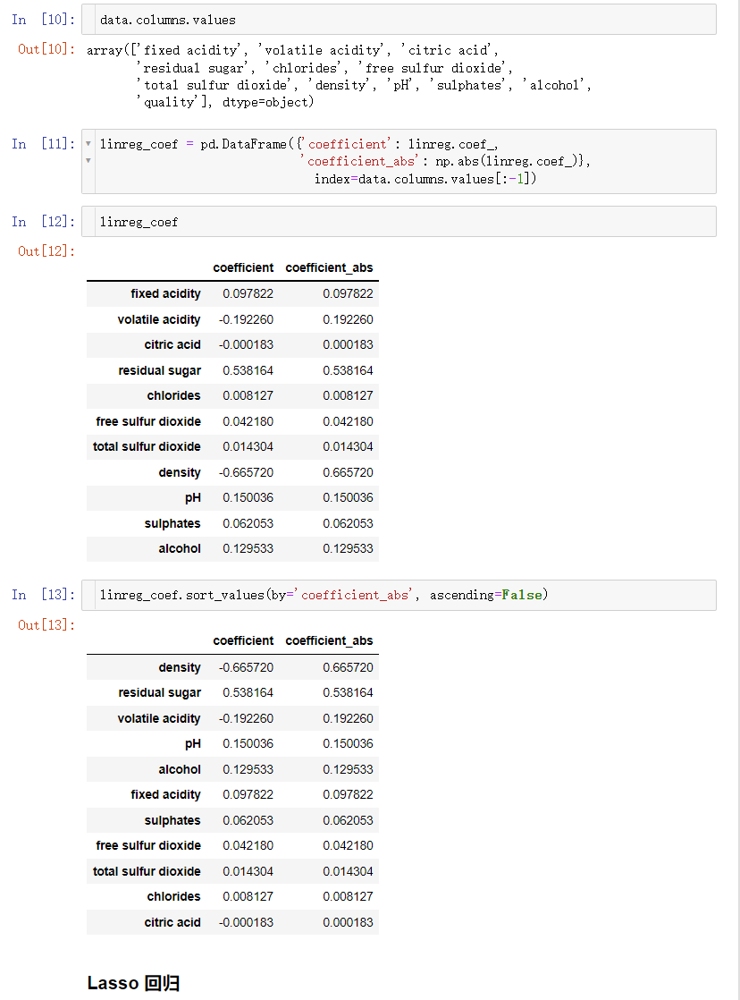 In [10]: data.columns.values
Out[10]: array(['fixed acidity', 'volatile acidity', 'citric acid',
'residual sugar', 'chlorides', 'free sulfur dioxide',
'total sulfur dioxide', 'density', 'pH', 'sulphates', 'alcohol',
'quality'], dtype=object)
In [11]: linreg_coef = pd.DataFrame({'coefficient': linreg.coef_,
'coefficient_abs': np.abs(linreg.coef_)},
index=data.columns.values[:-1])
In [12]: linreg_coef
Out[12]:
coefficient coefficient_abs
fixed acidity 0.097822 0.097822
volatile acidity -0.192260 0.192260
citric acid -0.000183 0.000183
residual sugar 0.538164 0.538164
chlorides 0.008127 0.008127
free sulfur dioxide 0.042180 0.042180
total sulfur dioxide 0.014304 0.014304
density -0.665720 0.665720
pH 0.150036 0.150036
sulphates 0.062053 0.062053
alcohol 0.129533 0.129533
In [13]: linreg_coef.sort_values(by='coefficient_abs', ascending=False)
Out[13]:
coefficient coefficient_abs
density -0.665720 0.665720
residual sugar 0.538164 0.538164
volatile acidity -0.192260 0.192260
pH 0.150036 0.150036
alcohol 0.129533 0.129533
fixed acidity 0.097822 0.097822
sulphates 0.062053 0.062053
free sulfur dioxide 0.042180 0.042180
total sulfur dioxide 0.014304 0.014304
chlorides 0.008127 0.008127
citric acid -0.000183 0.000183
Lasso 回归